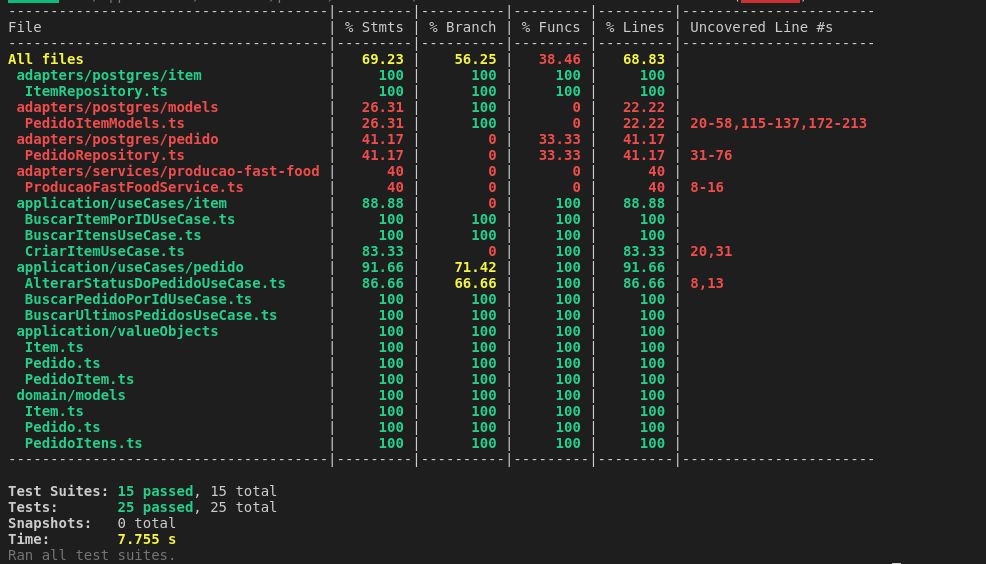 File | % Stmts | % Branch | % Funcs | % Lines | Uncovered Line #s
All files | 69.23 | 56.25 | 38.46 | 68.83 |
adapters/postgres/item | 100 | 100 | 100 | 100 |
ItemRepository.ts | 100 | 100 | 100 | 100 |
adapters/postgres/models | 26.31 | 100 | 0 | 22.22 |
PedidoItemModels.ts | 26.31 | 100 | 0 | 22.22 | 20-58,115-137,172-213
adapters/postgres/pedido | 41.17 | 0 | 33.33 | 41.17 |
PedidoRepository.ts | 41.17 | 0 | 33.33 | 41.17 | 31-76
adapters/services/producao-fast-food | 40 | 0 | 0 | 40 |
ProducaoFastFoodService.ts | 40 | 0 | 0 | 40 | 8-16
application/useCases/item | 88.88 | 0 | 100 | 88.88 |
BuscarItemPorIDUseCase.ts | 100 | 100 | 100 | 100 |
BuscarItensUseCase.ts | 100 | 100 | 100 | 100 |
CriarItemUseCase.ts | 83.33 | 0 | 100 | 83.33 | 20,31
application/useCases/pedido | 91.66 | 71.42 | 100 | 91.66 |
AlterarStatusDoPedidoUseCase.ts | 86.66 | 66.66 | 100 | 86.66 | 8,13
BuscarPedidoPorIdUseCase.ts | 100 | 100 | 100 | 100 |
BuscarUltimosPedidosUseCase.ts | 100 | 100 | 100 | 100 |
application/valueObjects | 100 | 100 | 100 | 100 |
Item.ts | 100 | 100 | 100 | 100 |
Pedido.ts | 100 | 100 | 100 | 100 |
PedidoItem.ts | 100 | 100 | 100 | 100 |
domain/models | 100 | 100 | 100 | 100 |
Item.ts | 100 | 100 | 100 | 100 |
Pedido.ts | 100 | 100 | 100 | 100 |
PedidoItens.ts | 100 | 100 | 100 | 100 |
Test Suites: 15 passed, 15 total
Tests: 25 passed, 25 total
Snapshots: 0 total
Time: 7.755 s
Ran all test suites.